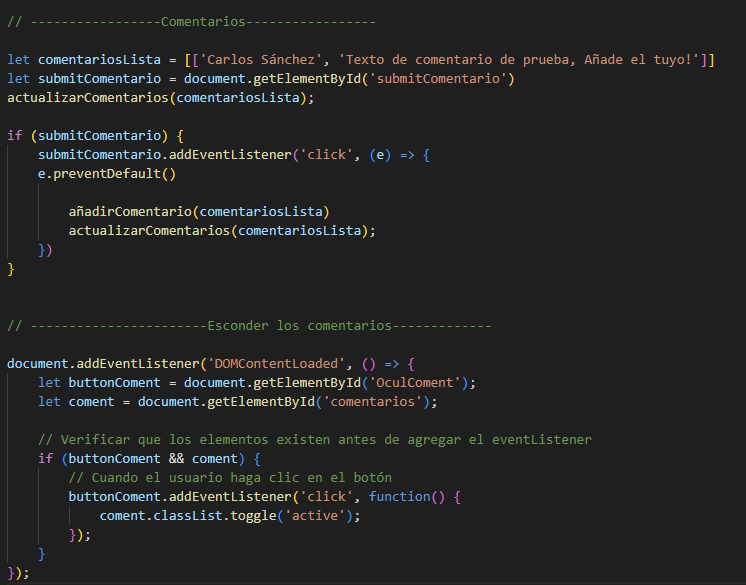 // -----------------Comentarios-----------------
let comentariosLista = [['Carlos Sánchez', 'Texto de comentario de prueba, Añade el tuyo!']]
let submitComentario = document.getElementById('submitComentario')
actualizarComentarios(comentariosLista);
if (submitComentario) {
submitComentario.addEventListener('click', (e) => {
e.preventDefault()
añadirComentario(comentariosLista)
actualizarComentarios(comentariosLista);
})
}
// -----------------------Esconder los comentarios-------------
document.addEventListener('DOMContentLoaded', () => {
let buttonComent = document.getElementById('OculComent');
let coment = document.getElementById('comentarios');
// Verificar que los elementos existen antes de agregar el eventListener
if (buttonComent && coment) {
// Cuando el usuario haga clic en el botón
buttonComent.addEventListener('click', function() {
coment.classList.toggle('active');
});
}
});